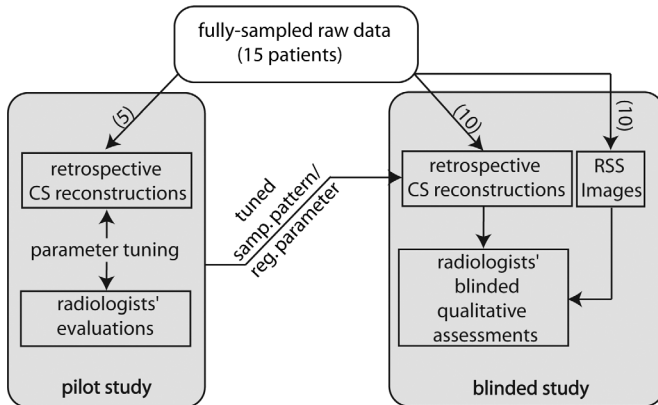 fully-sampled raw data
(15 patients)
(5)
(10)
(10)
retrospective
CS reconstructions
parameter tuning
radiologists'
evaluations
pilot study
tuned
samp. pattern/
reg. parameter
retrospective
CS reconstructions
RSS
Images
radiologists'
blinded
qualitative
assessments
blinded study